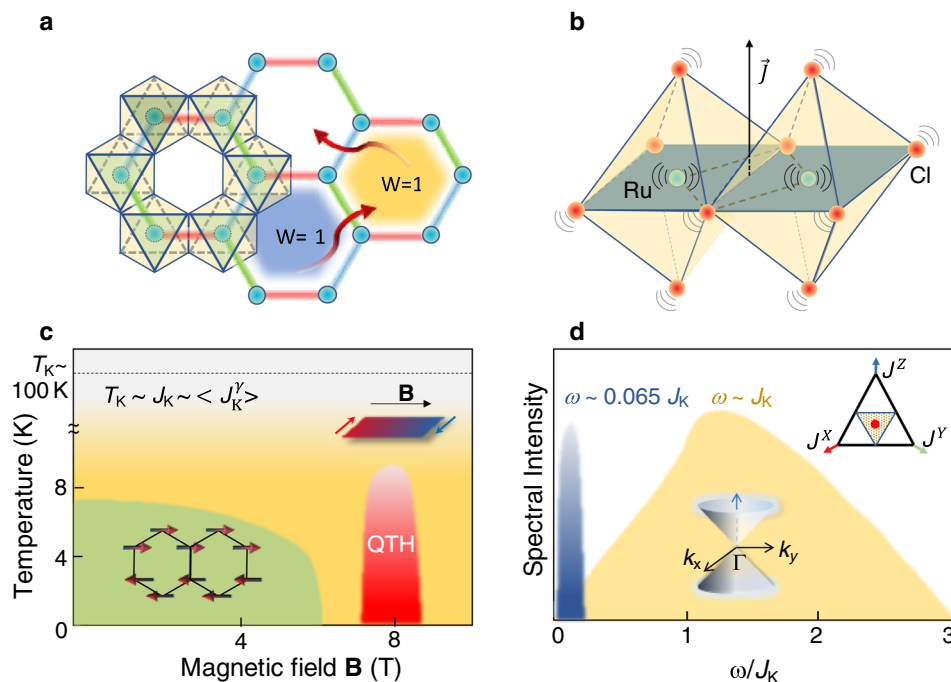 a
W=1
W= 1
b
$\vec{J}$
Ru
Cl
c
T_K~
100 K
T_K ~ J_K ~ < J_K^γ >
B
≈
Temperature (K)
8
4
0
QTH
4
8
Magnetic field B (T)
d
ω ~ 0.065 J_K
ω ~ J_K
J^Z
J^X
J^Y
Spectral Intensity
k_x
Γ
k_y
0
1
2
3
ω/J_K